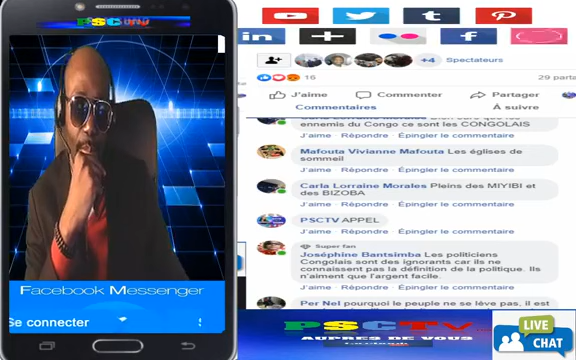 PSCTV
Facebook Messenger
Se connecter
+4 Spectateurs
16
29 parta
J'aime
Commenter
Partager
Commentaires
À suivre
ennemis du Congo ce sont les CONGOLAIS
J'aime · Répondre · Épingler le commentaire
Mafouta Vivianne Mafouta Les églises de
sommeil
J'aime · Répondre · Épingler le commentaire
Carla Lorraine Morales Pleins des MIYIBI et
des BIZOBA
J'aime · Répondre · Épingler le commentaire
PSCTV APPEL
J'aime · Répondre · Épingler le commentaire
Super fan
Joséphine Bantsimba Les politiciens
Congolais sont des ignorants car ils ne
connaissent pas la définition de la politique. Ils
n'aiment que l'argent facile.
J'aime · Répondre · Épingler le commentaire
Per Nel pourquoi le peuple ne se lève pas, il est
PSCTV
AUPRES DE VOUS
LIVE
CHAT